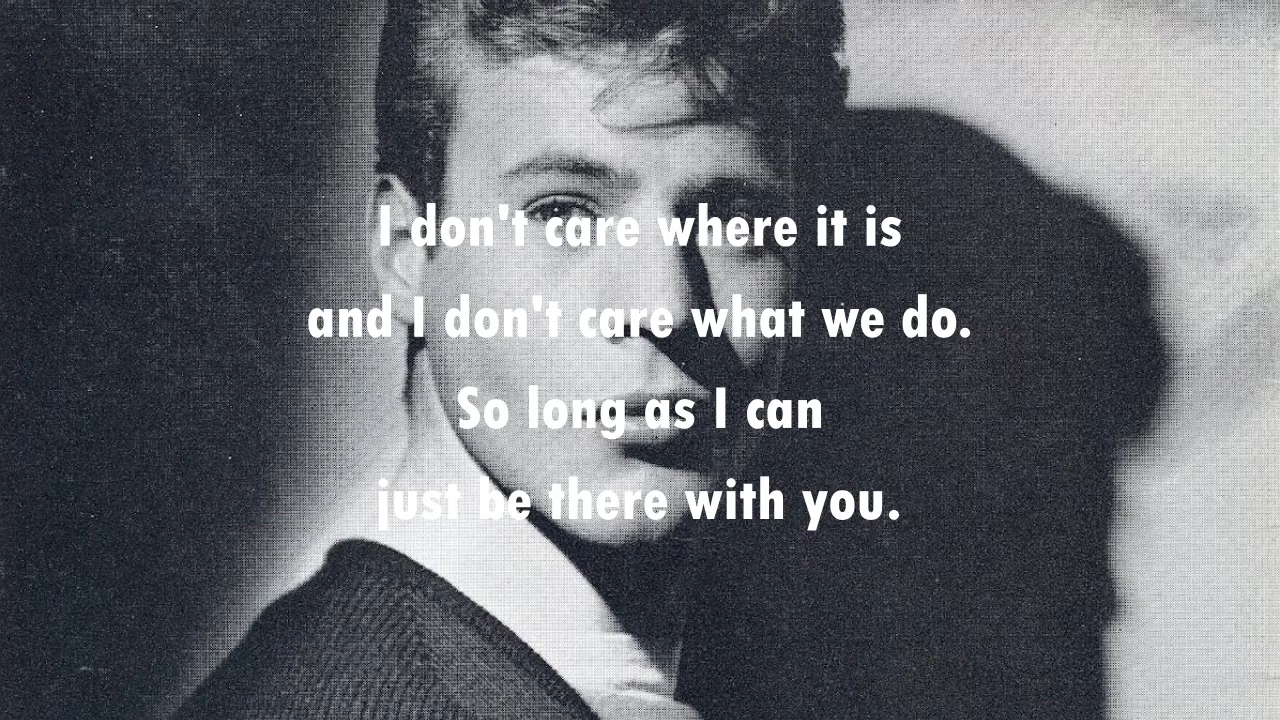 I don't care where it is
and I don't care what we do.
So long as I can
just be there with you.